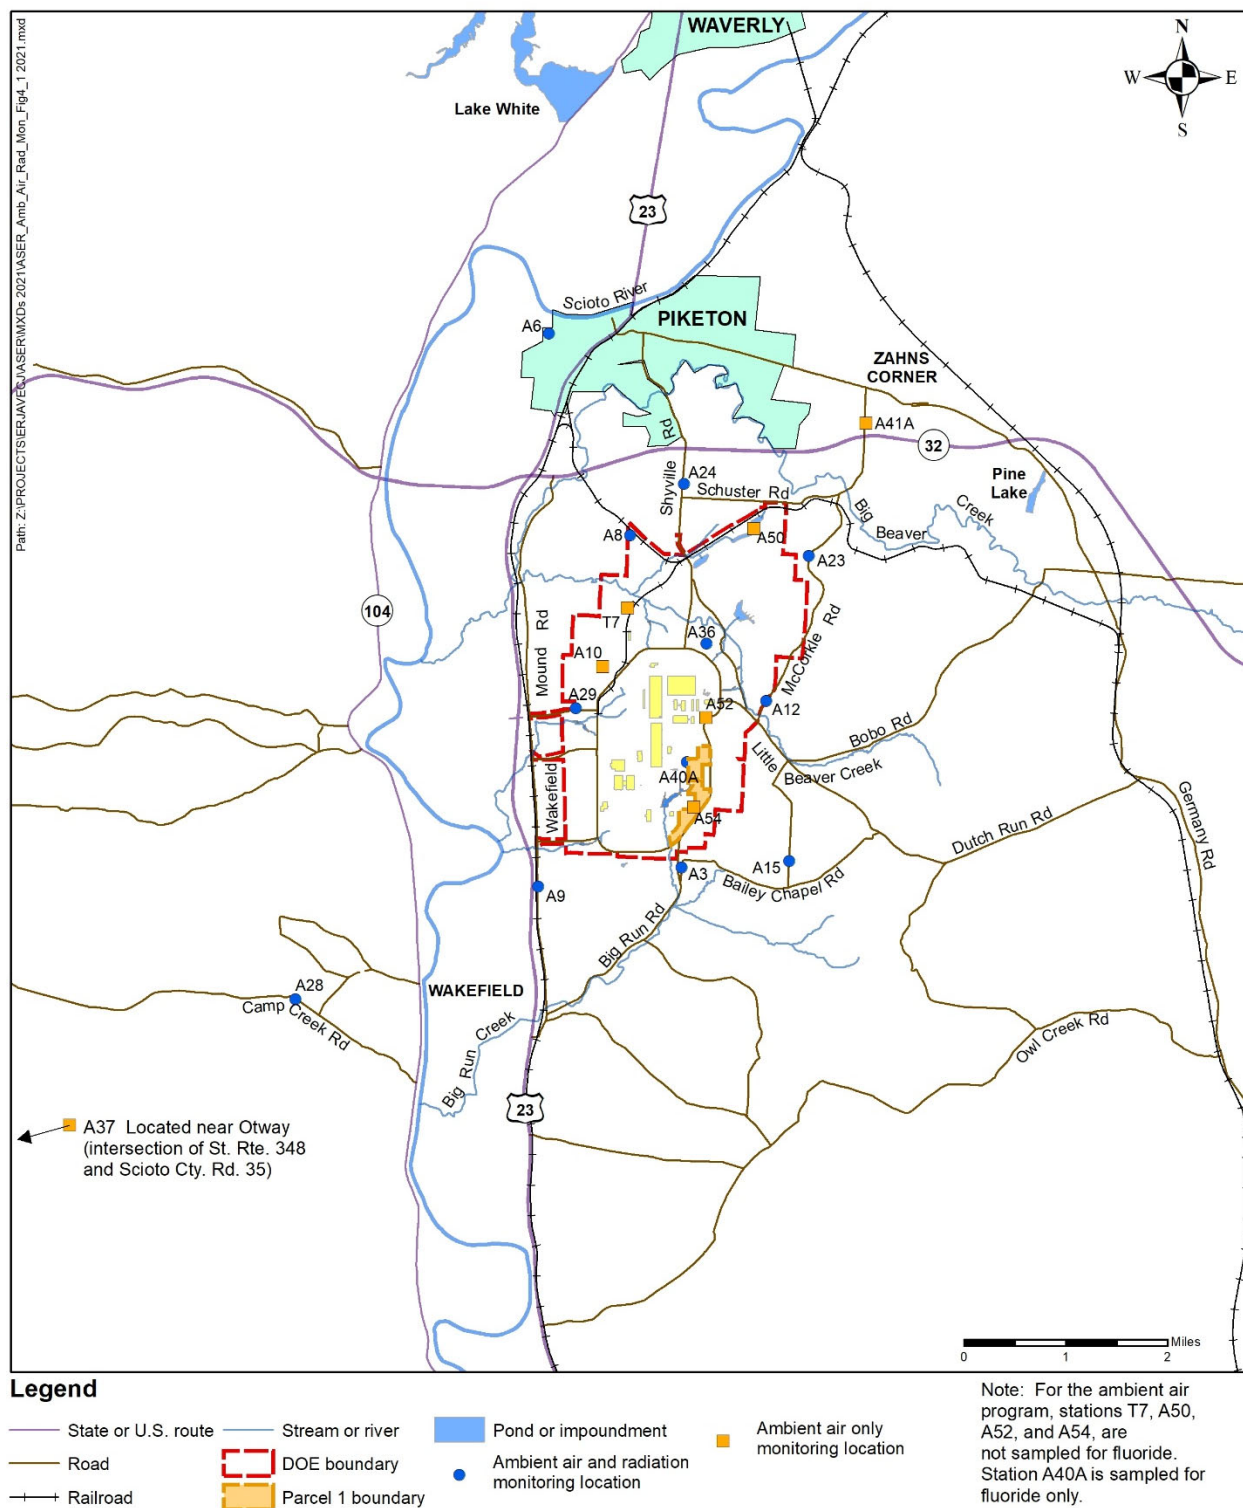 WAVERLY
N
W E
S
Lake White
Path: Z:\PROJECTS\ERJAVECJ\ASER\MXDs 2021\ASER_Amb_Air_Rad_Mon_Fig4_1 2021.mxd
23
Scioto River
A6
PIKETON
ZAHNS
CORNER
A41A
32
Shyville Rd
A24
Schuster Rd
Pine
Lake
Big Beaver Creek
A8
A50
A23
104
T7
A36
Mound Rd
A10
McCorkle Rd
A29
A52
A12
Bobo Rd
Little
Beaver Creek
A40A
Wakefield
A54
Germany Rd
Dutch Run Rd
A15
A3
Bailey Chapel Rd
A9
Big Run Rd
A28
WAKEFIELD
Camp Creek Rd
Big Run Creek
Owl Creek Rd
23
A37 Located near Otway
(intersection of St. Rte. 348
and Scioto Cty. Rd. 35)
Miles
0 1 2
Legend
State or U.S. route
Road
Railroad
Stream or river
DOE boundary
Parcel 1 boundary
Pond or impoundment
Ambient air and radiation
monitoring location
Ambient air only
monitoring location
Note: For the ambient air
program, stations T7, A50,
A52, and A54, are
not sampled for fluoride.
Station A40A is sampled for
fluoride only.